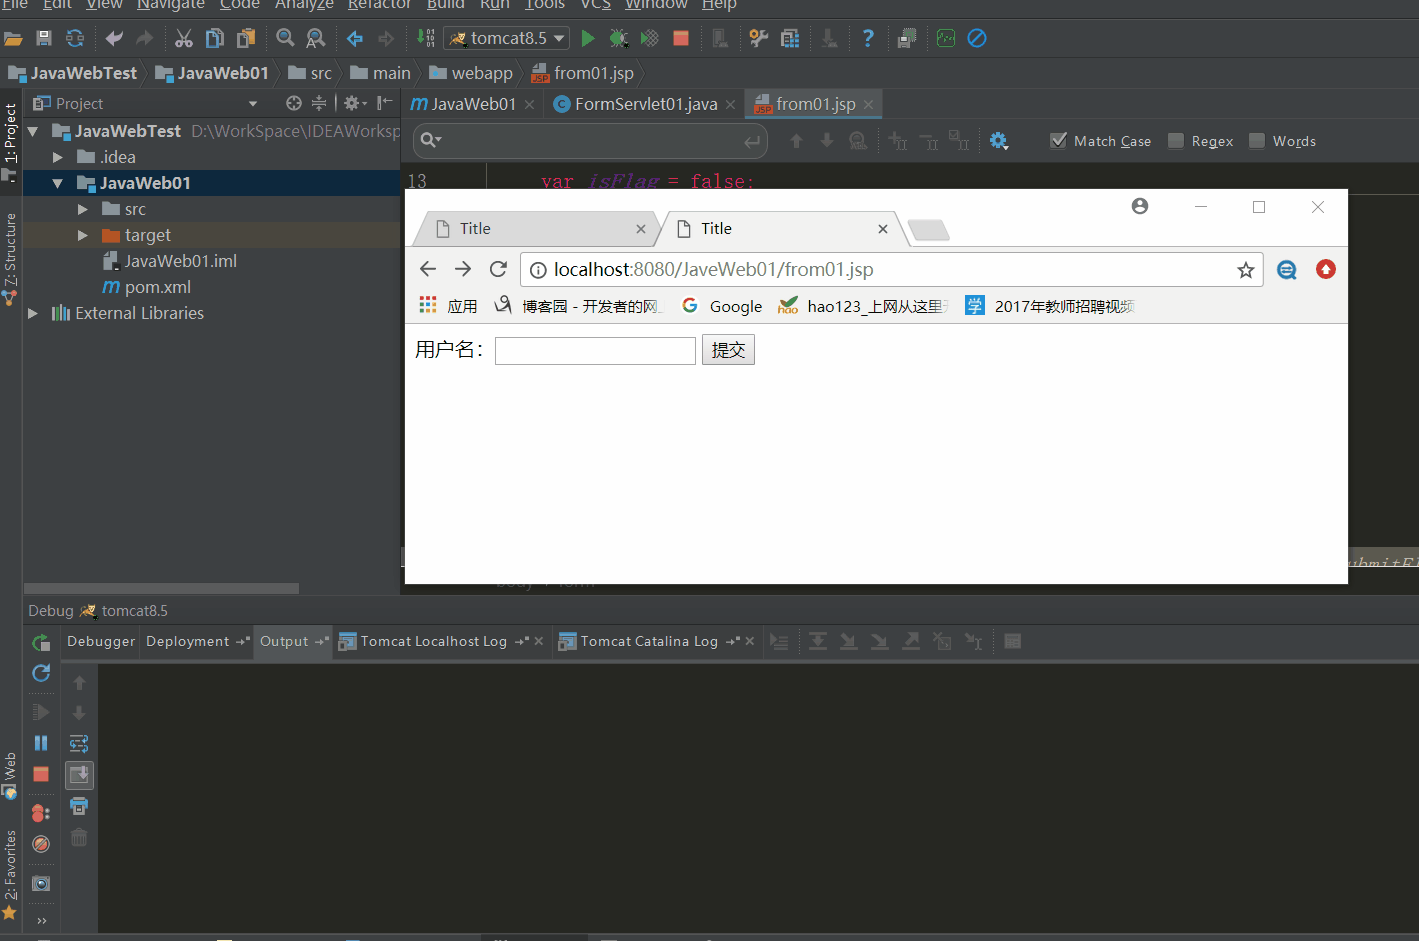 File Edit View Navigate Code Analyze Refactor Build Run Tools VCS Window Help
tomcat8.5
JavaWebTest JavaWeb01 src main webapp from01.jsp
Project
JavaWeb01 FormServlet01.java from01.jsp
1: Project
JavaWebTest D:\WorkSpace\IDEAWorksp
.idea
JavaWeb01
src
target
JavaWeb01.iml
pom.xml
External Libraries
Z: Structure
Match Case Regex Words
13 var isFlag = false;
Title Title
localhost:8080/JaveWeb01/from01.jsp
应用 博客园 - 开发者的网 Google hao123_上网从这里 2017年教师招聘视频
用户名： 提交
ubmitFl
body form
Debug tomcat8.5
Debugger Deployment Output Tomcat Localhost Log Tomcat Catalina Log
Web
2: Favorites